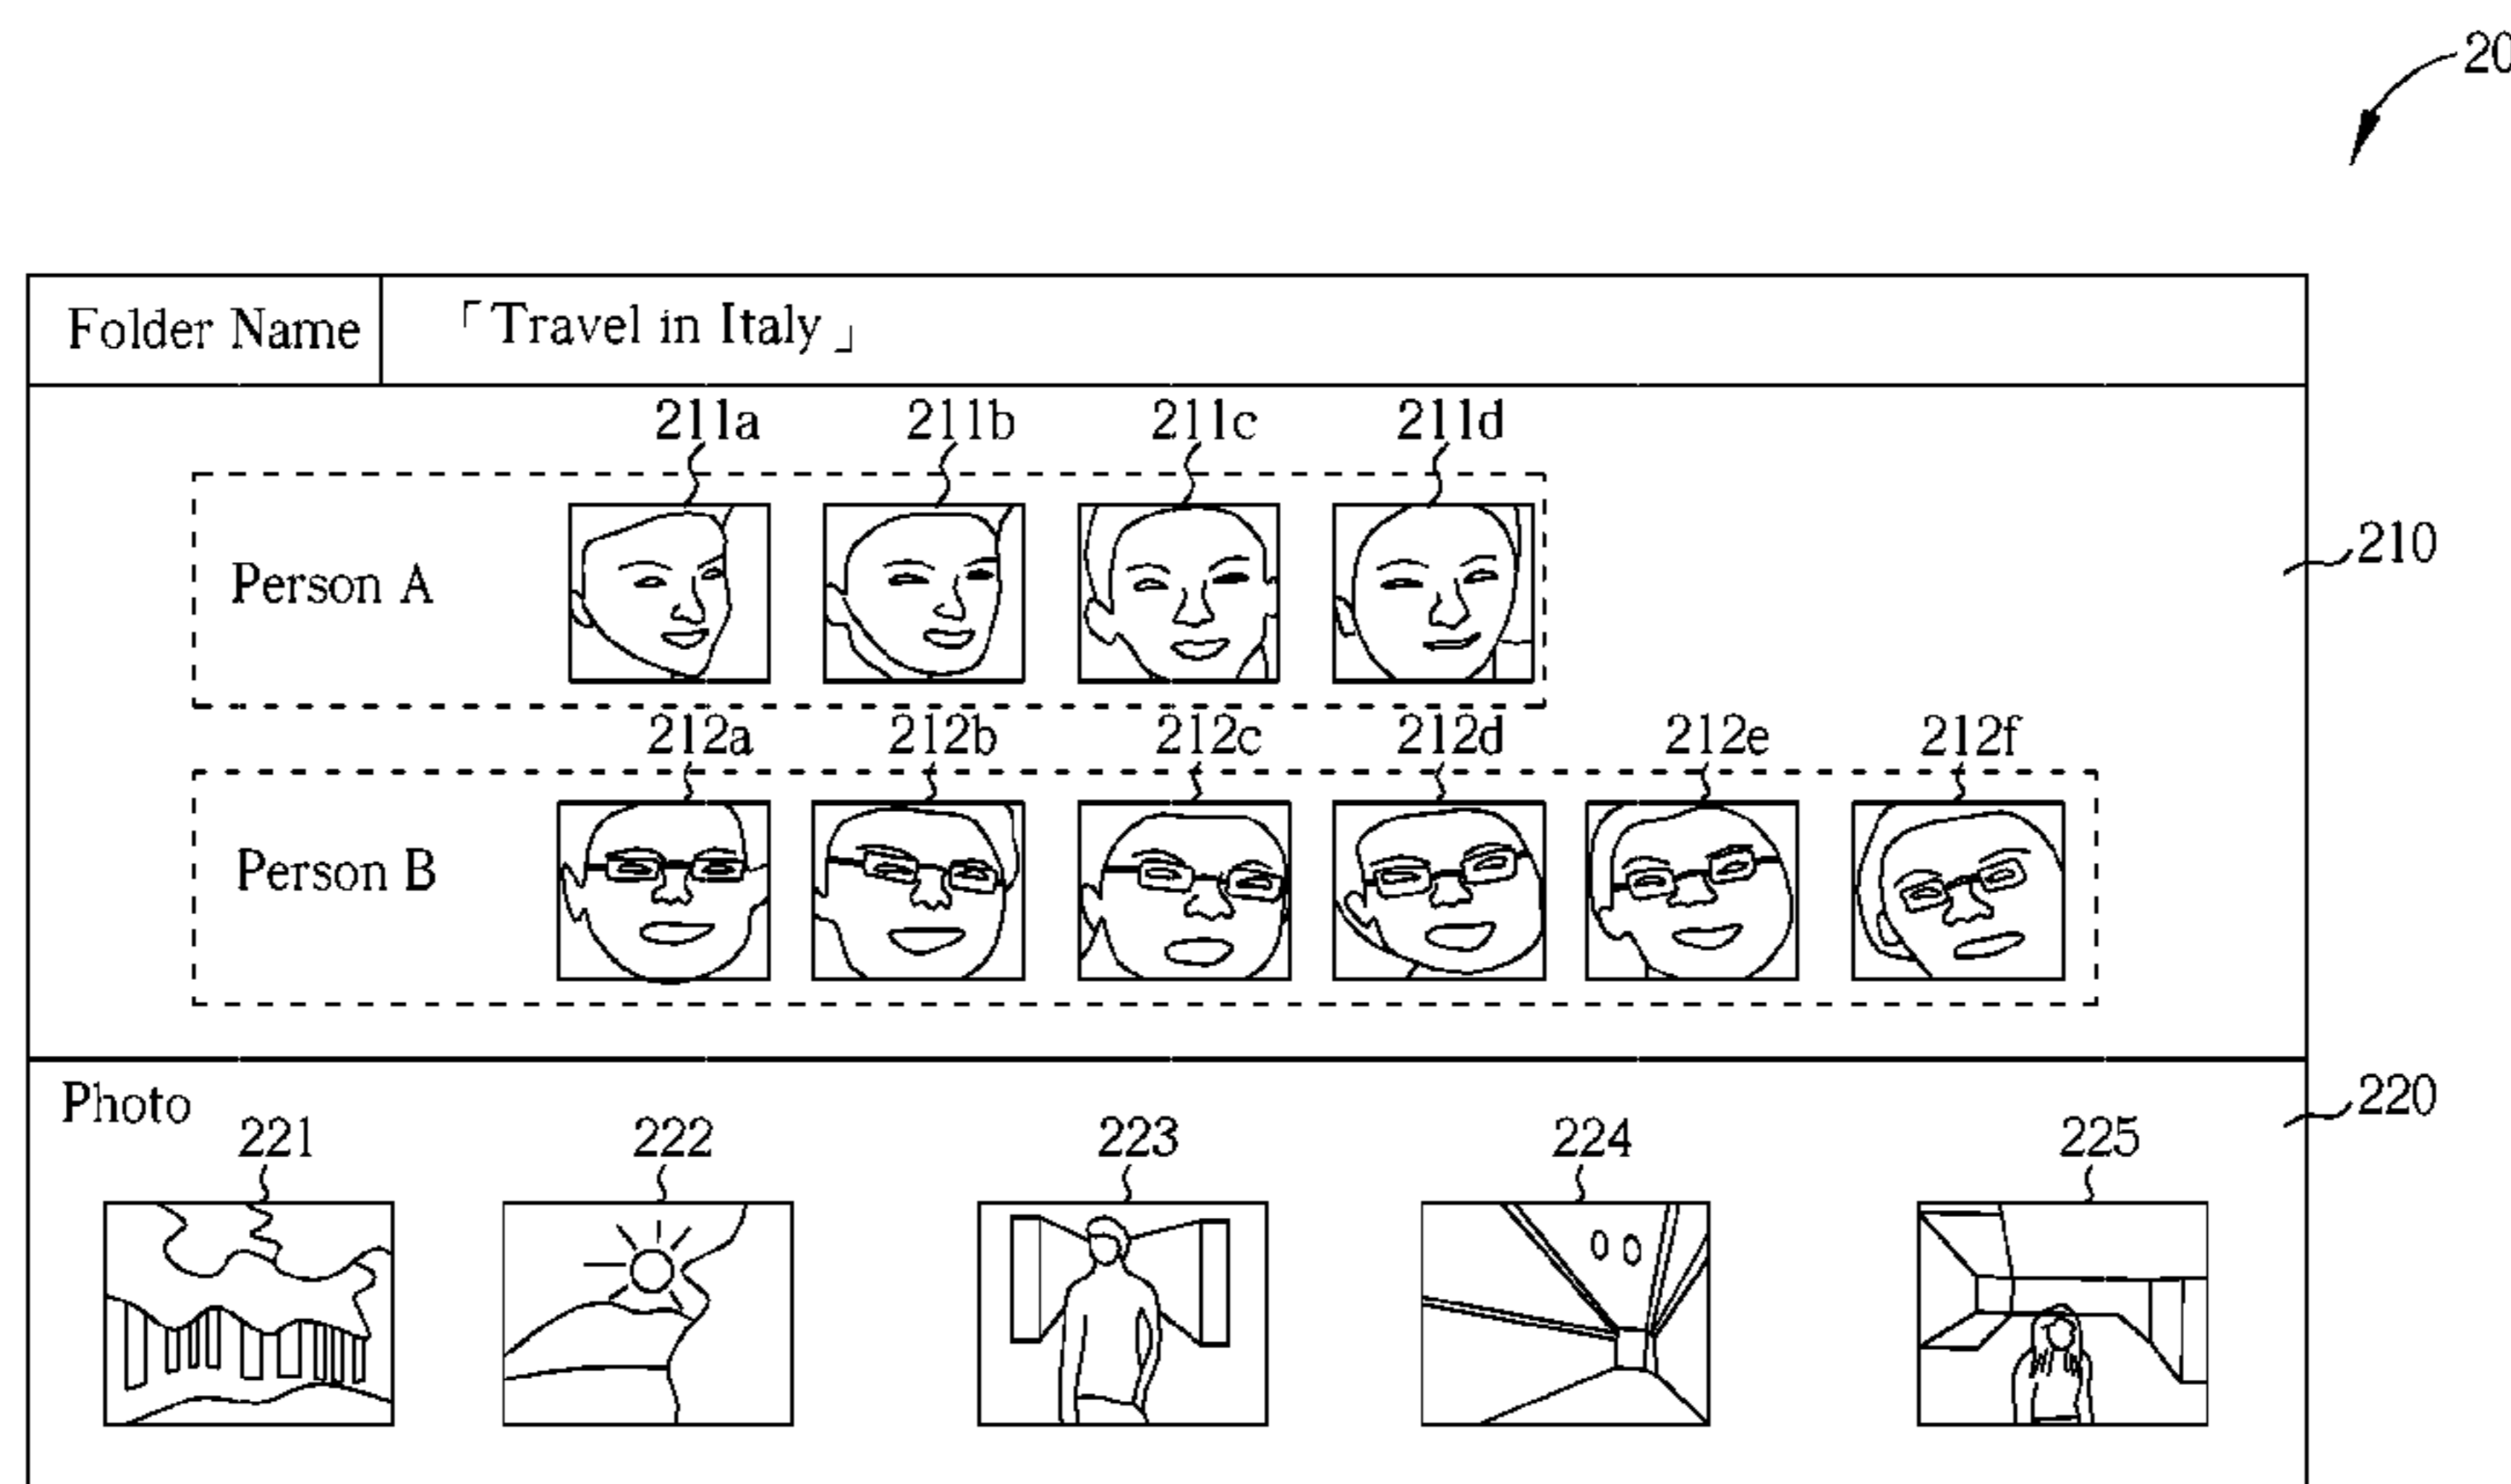 20
Folder Name 「Travel in Italy」
211a 211b 211c 211d
Person A
210
212a 212b 212c 212d 212e 212f
Person B
Photo
220
221 222 223 224 225